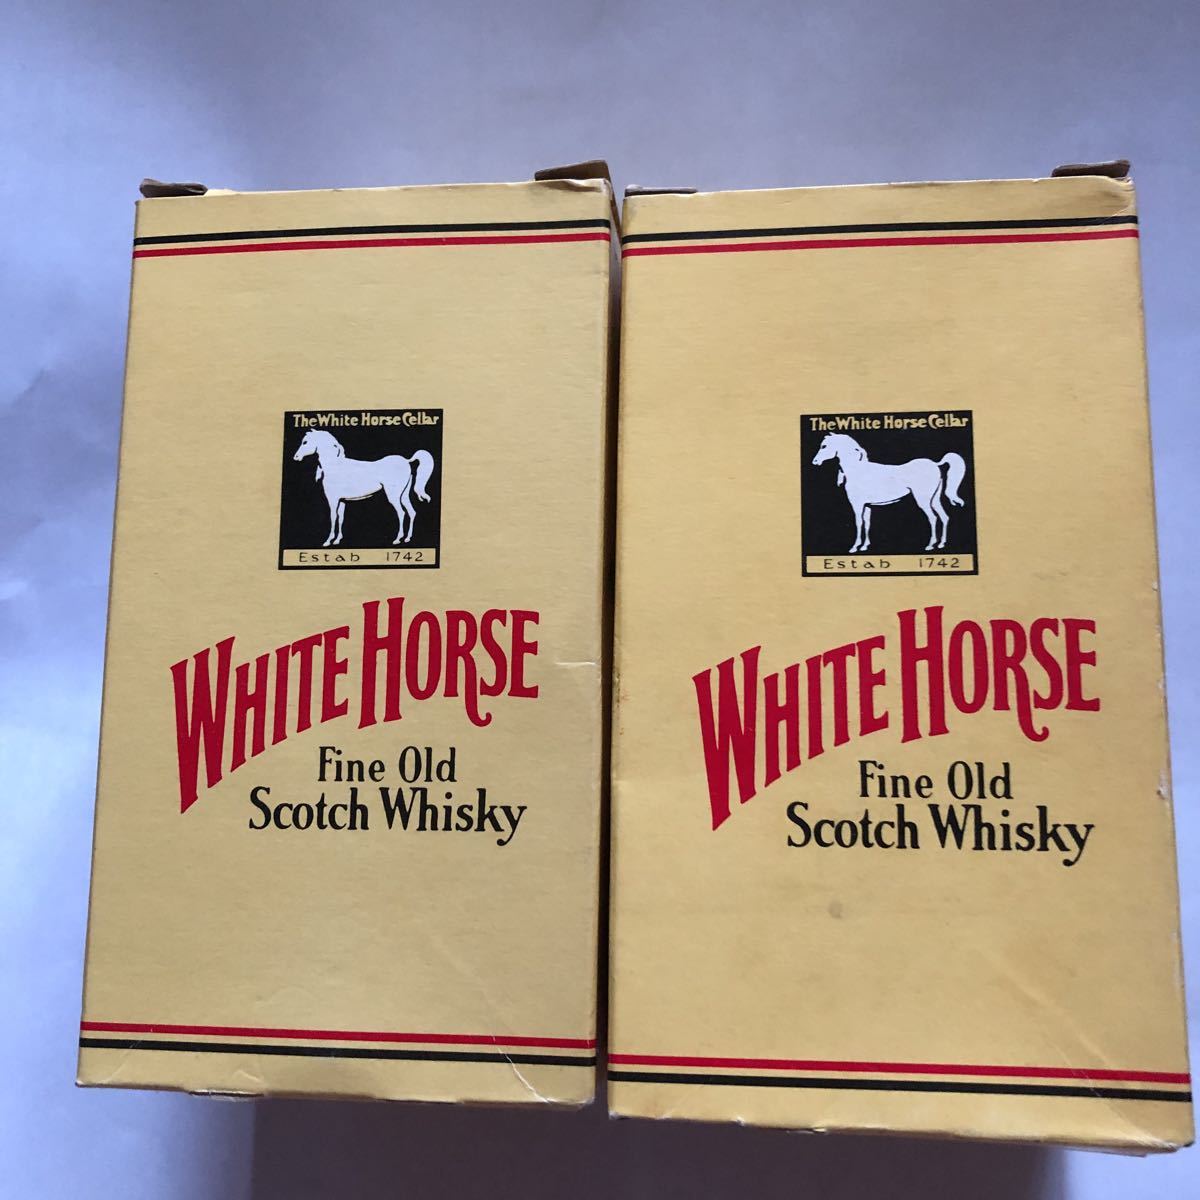 The White Horse Cellar
Estab 1742
WHITE HORSE
Fine Old
Scotch Whisky
The White Horse Cellar
Estab 1742
WHITE HORSE
Fine Old
Scotch Whisky